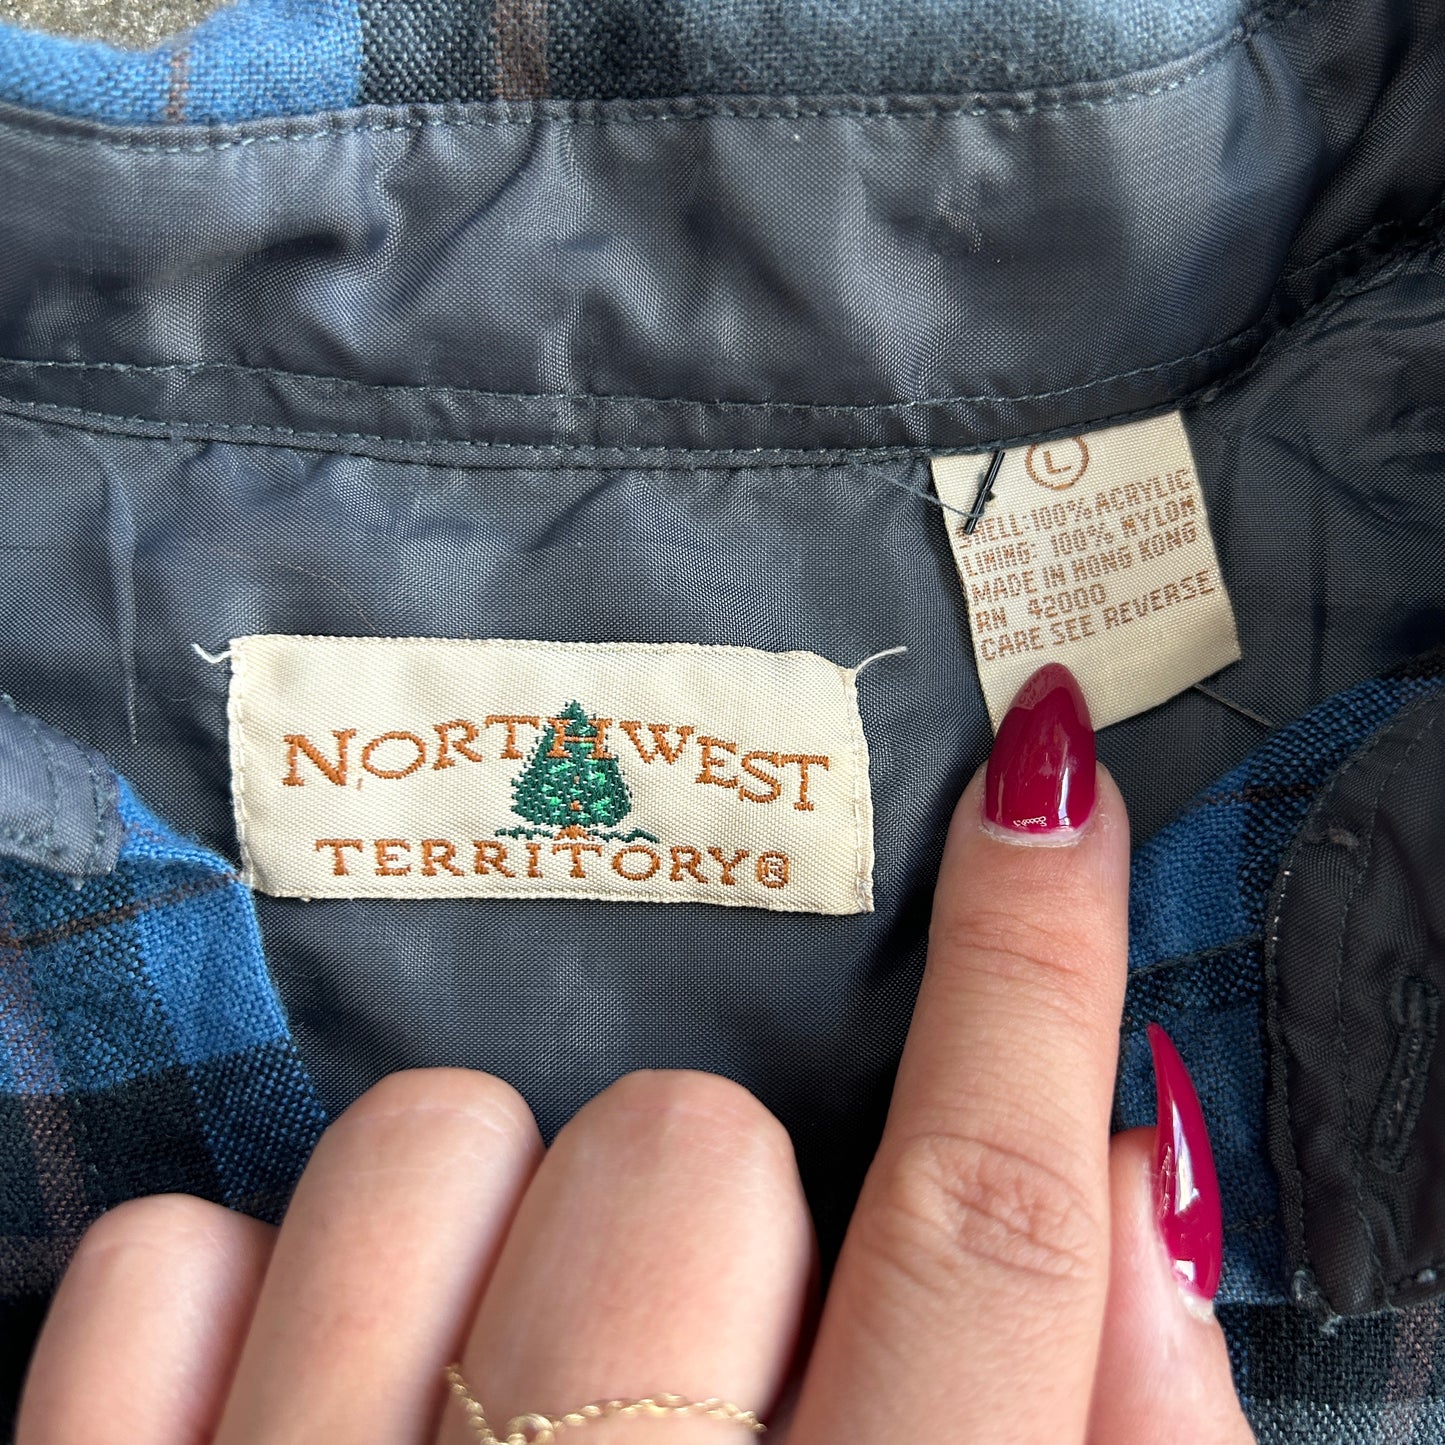 L
SHELL: 100% ACRYLIC
LINING: 100% NYLON
MADE IN HONG KONG
RN 42000
CARE SEE REVERSE
NORTHWEST
TERRITORY®